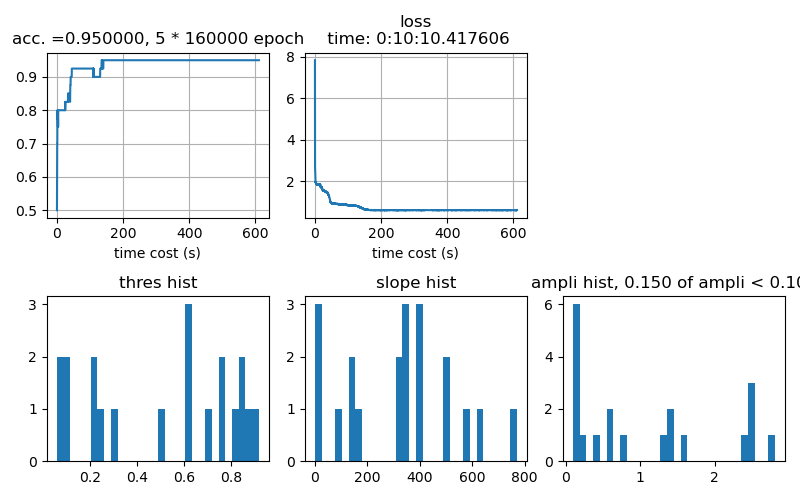 acc. =0.950000, 5 * 160000 epoch
0.9
0.8
0.7
0.6
0.5
0 200 400 600
time cost (s)
loss
time: 0:10:10.417606
8
6
4
2
0 200 400 600
time cost (s)
thres hist
3
2
1
0
0.2 0.4 0.6 0.8
slope hist
3
2
1
0
0 200 400 600 800
ampli hist, 0.150 of ampli < 0.10
6
4
2
0
0 1 2